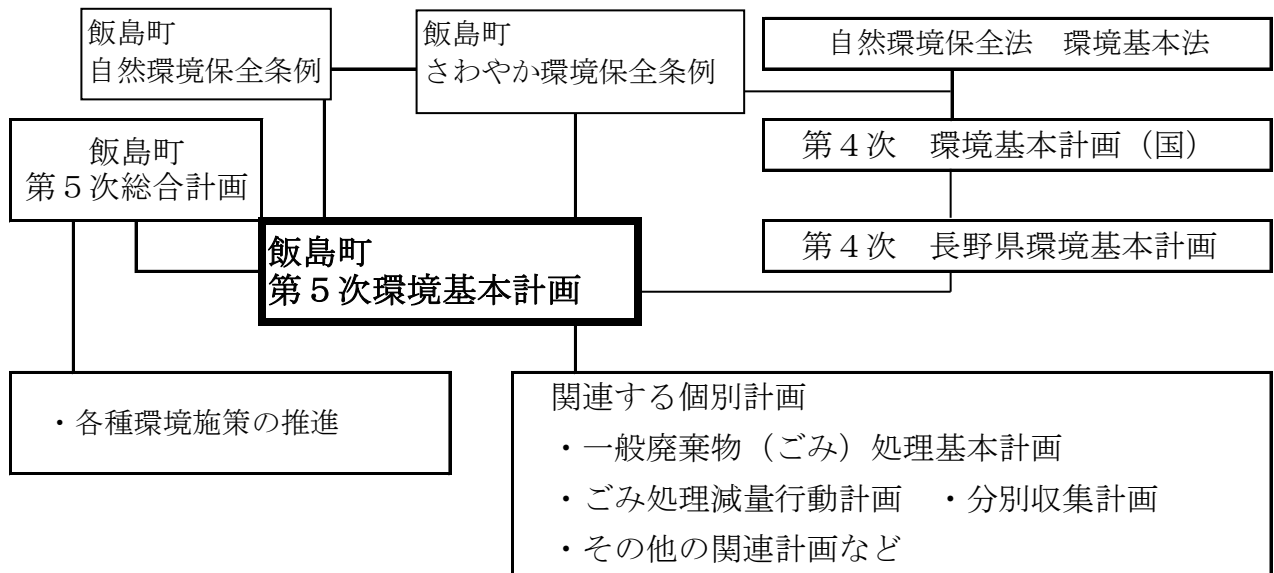 飯島町
自然環境保全条例
飯島町
さわやか環境保全条例
自然環境保全法　環境基本法
飯島町
第５次総合計画
第４次　環境基本計画（国）
飯島町
第５次環境基本計画
第４次　長野県環境基本計画
・各種環境施策の推進
関連する個別計画
・一般廃棄物（ごみ）処理基本計画
・ごみ処理減量行動計画　・分別収集計画
・その他の関連計画など